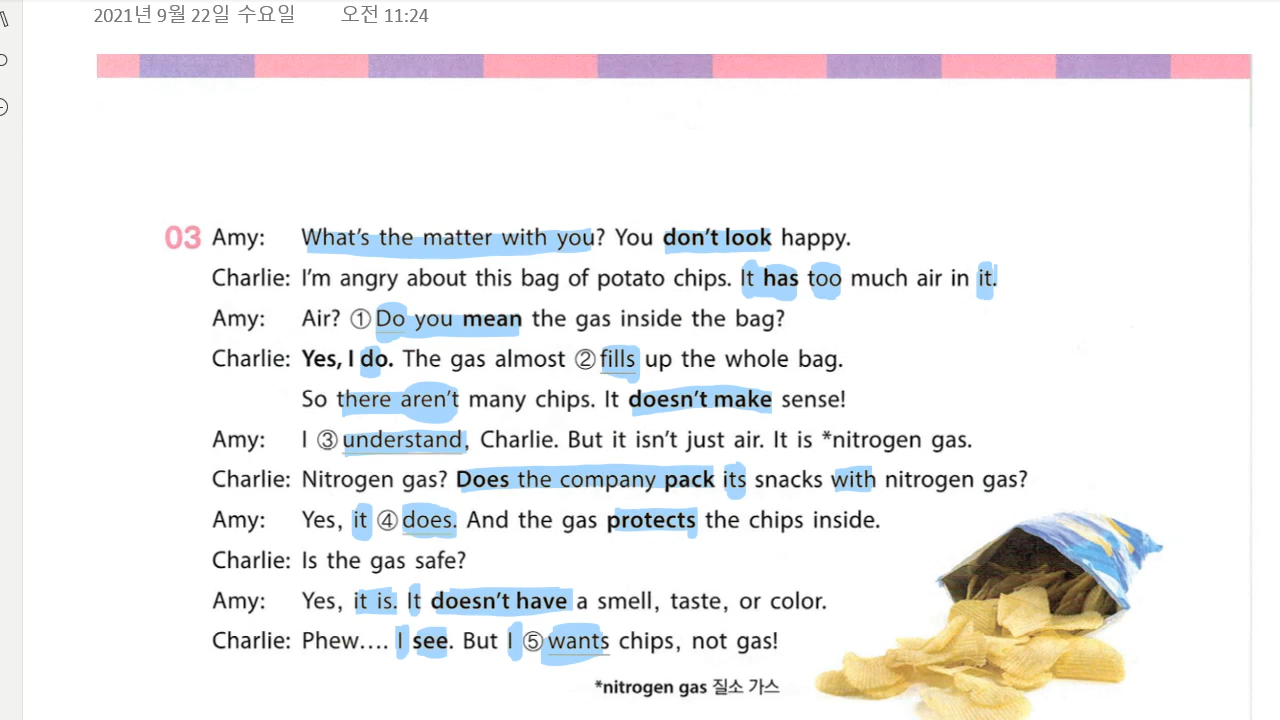 2021년 9월 22일 수요일 오전 11:24
03 Amy: What's the matter with you? You don't look happy.
Charlie: I'm angry about this bag of potato chips. It has too much air in it.
Amy: Air? ① Do you mean the gas inside the bag?
Charlie: Yes, I do. The gas almost ② fills up the whole bag.
So there aren't many chips. It doesn't make sense!
Amy: I ③ understand, Charlie. But it isn't just air. It is *nitrogen gas.
Charlie: Nitrogen gas? Does the company pack its snacks with nitrogen gas?
Amy: Yes, it ④ does. And the gas protects the chips inside.
Charlie: Is the gas safe?
Amy: Yes, it is. It doesn't have a smell, taste, or color.
Charlie: Phew.... I see. But I ⑤ wants chips, not gas!
*nitrogen gas 질소 가스